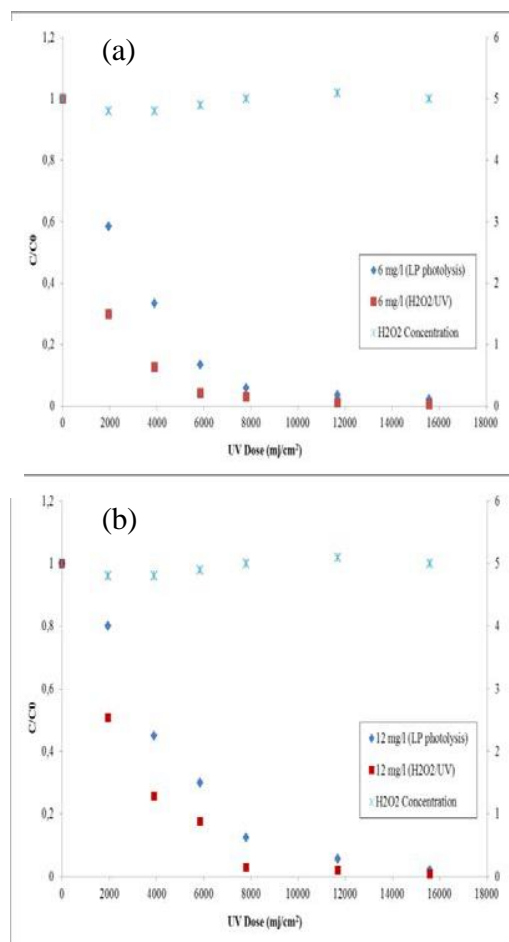 (a)
1,2
1
0,8
0,6
0,4
0,2
0
C/C0
6
5
4
3
2
1
0
6 mg/l (LP photolysis)
6 mg/l (H2O2/UV)
H2O2 Concentration
0 2000 4000 6000 8000 10000 12000 14000 16000 18000
UV Dose (mj/cm²)
(b)
1,2
1
0,8
0,6
0,4
0,2
0
C/C0
6
5
4
3
2
1
0
12 mg/l (LP photolysis)
12 mg/l (H2O2/UV)
H2O2 Concentration
0 2000 4000 6000 8000 10000 12000 14000 16000 18000
UV Dose (mj/cm²)